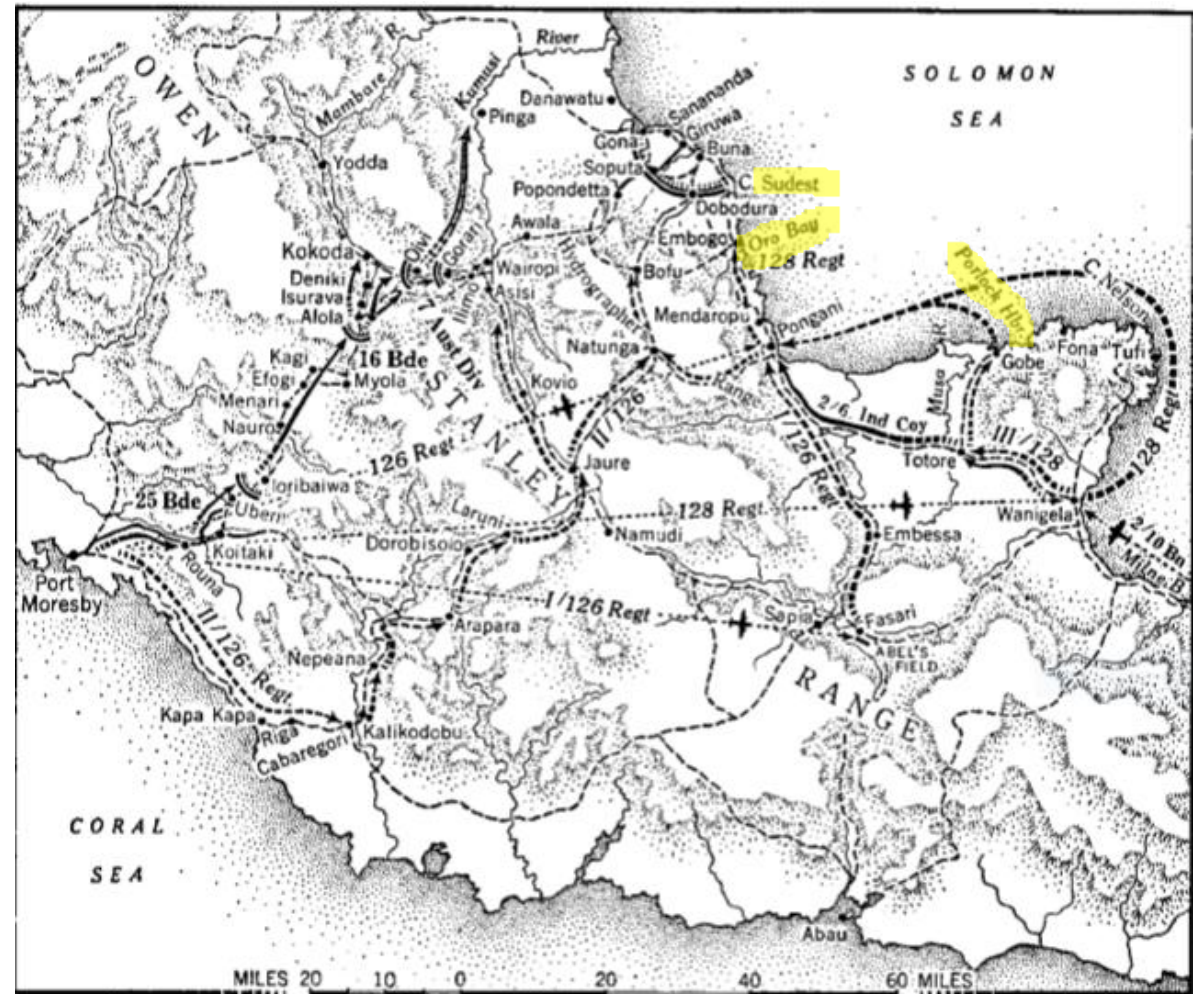 OWEN
STANLEY
RANGE
SOLOMON
SEA
CORAL
SEA
Mambare R.
Kumusi
River
Pinga
Danawatu
Sanananda
Giruwa
Gona
Buna
Soputa
Popondetta
C. Sudest
Dobodura
Yodda
Awala
Embogo
Oro Bay
128 Regt
Kokoda
Oivi
Gorari
Wairopi
Ilimo
Asisi
Hydrographers
Range
Bofu
Deniki
Isurava
Alola
7 Aust Div
Mendaropu
Pongani
Porlock Hbr
C. Nelson
16 Bde
Kagi
Efogi
Myola
Natunga
Musa R.
Gobe
Fona
Tufi
Menari
Nauro
Kovio
II/126
2/6 Ind Coy
III/128
128 Regt
126 Regt
Jaure
I/126 Regt
Totore
Ioribaiwa
25 Bde
Uberi
Laruni
128 Regt
Wanigela
2/10 Bn
Milne B.
Koitaki
Dorobisolo
Namudi
Embessa
Port
Moresby
Rouna
II/126 Regt
I/126 Regt
Arapara
Sapia
Fasari
ABEL'S
FIELD
Nepeana
Kapa Kapa
Riga
Cabaregori
Kalikodobu
Abau
MILES 20 10 0 20 40 60 MILES